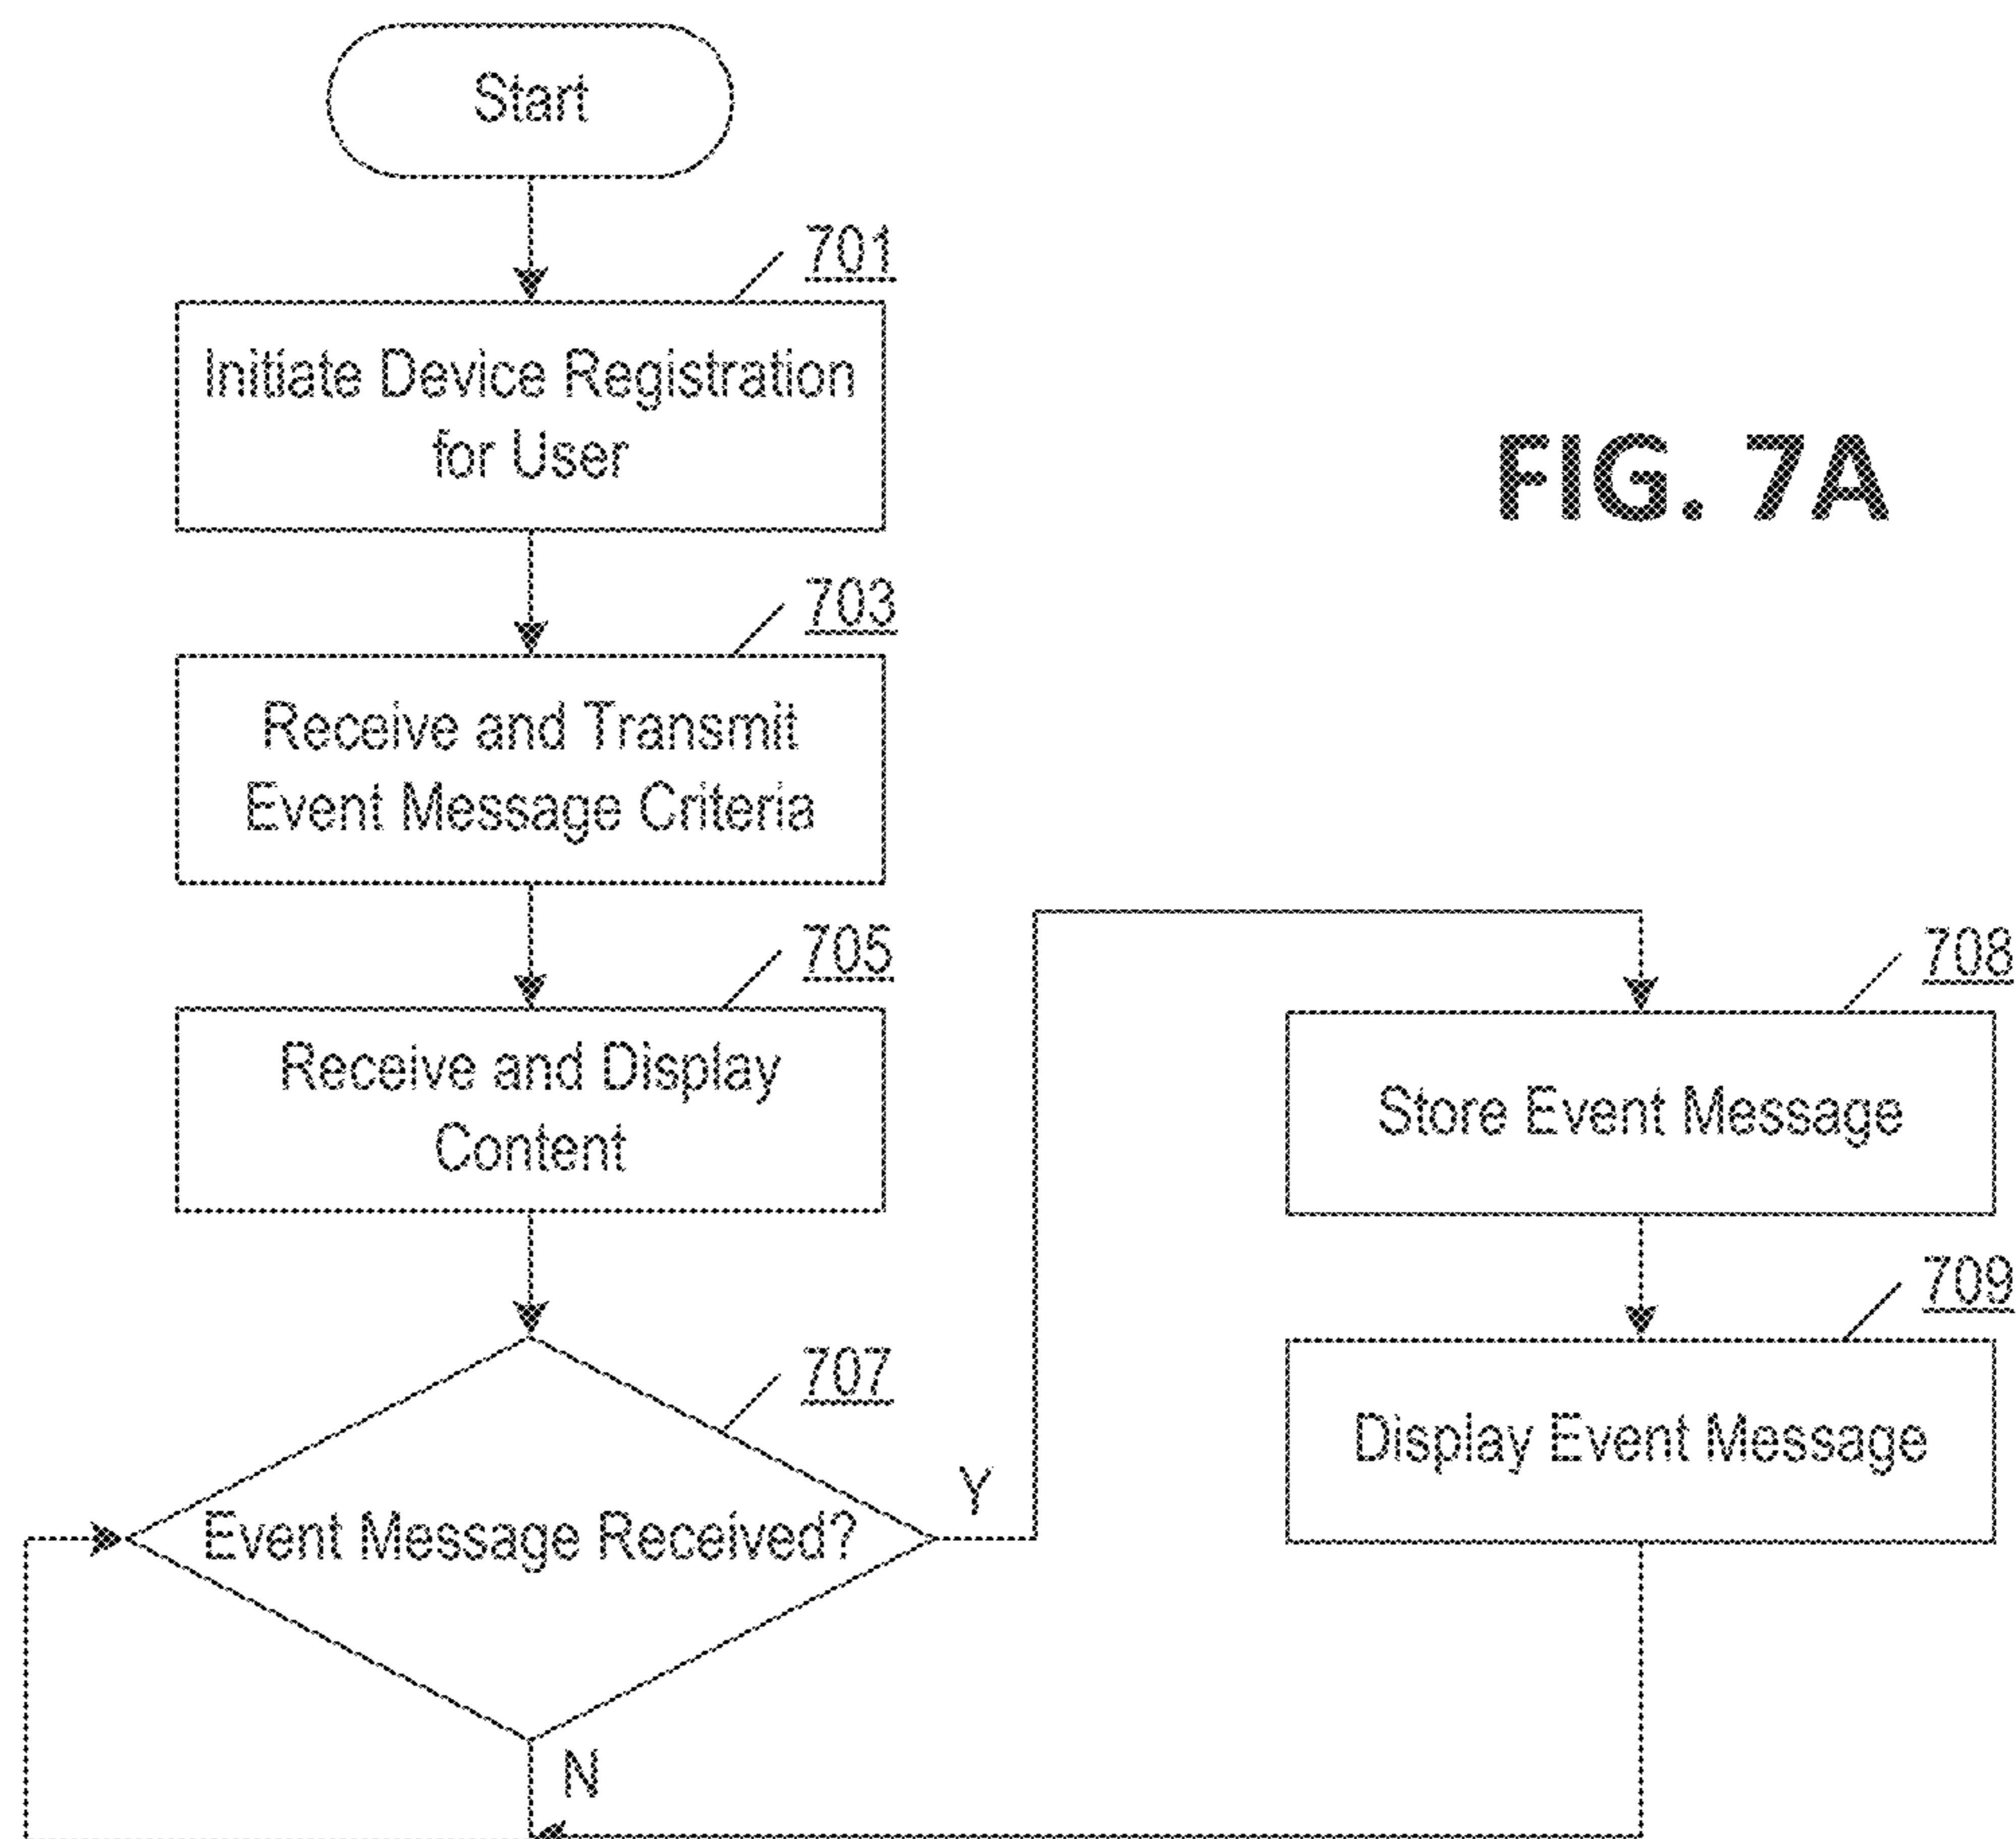 Start
701
Initiate Device Registration
for User
FIG. 7A
703
Receive and Transmit
Event Message Criteria
705
Receive and Display
Content
708
Store Event Message
709
Display Event Message
707
Event Message Received?
Y
N